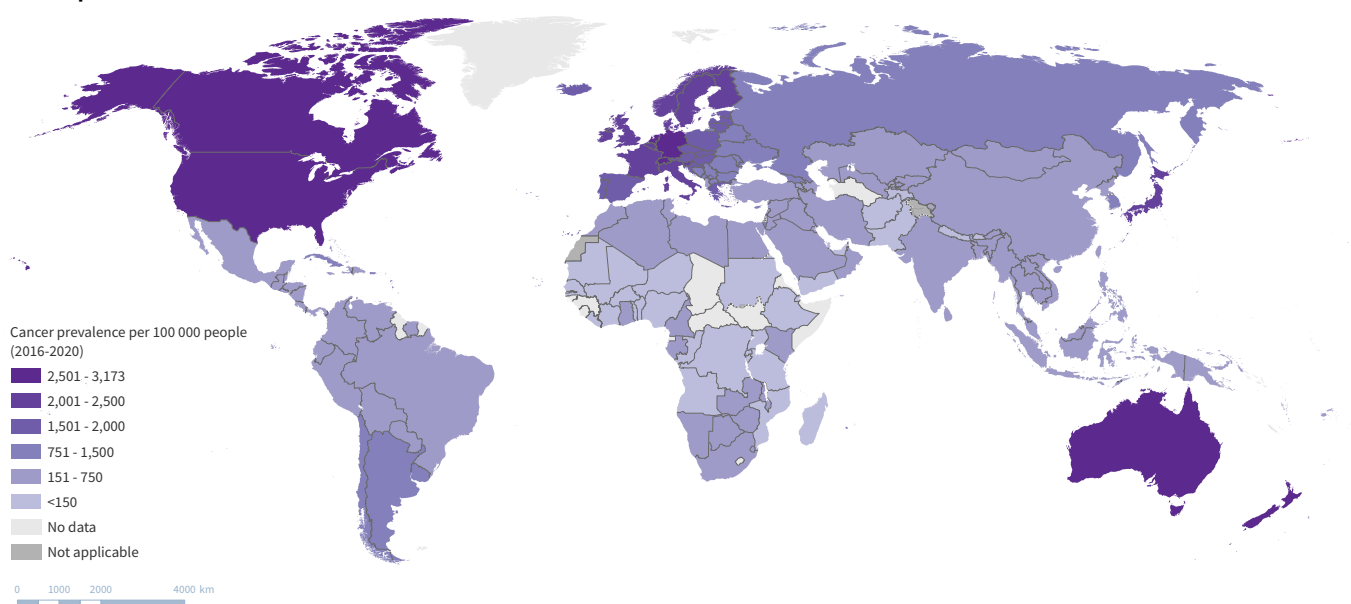 Cancer prevalence per 100 000 people
(2016-2020)
2,501 - 3,173
2,001 - 2,500
1,501 - 2,000
751 - 1,500
151 - 750
<150
No data
Not applicable
0 1000 2000 4000 km